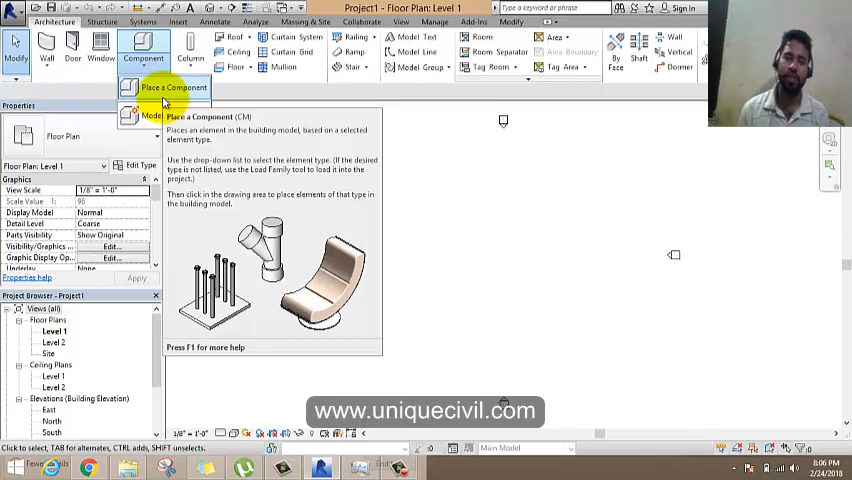 Project1 - Floor Plan: Level 1
Type a keyword or phrase
Sign In
Architecture Structure Systems Insert Annotate Analyze Massing & Site Collaborate View Manage Add-Ins Modify
Modify Wall Door Window Component Column
Roof Curtain System Railing Model Text Room Area
Ceiling Curtain Grid Ramp Model Line Room Separator
Floor Mullion Stair Model Group Tag Room Tag Area
By Face Shaft
Wall
Vertical
Dormer
Place a Component
Model
Place a Component (CM)
Places an element in the building model, based on a selected
element type.
Use the drop-down list to select the element type. (If the desired
type is not listed, use the Load Family tool to load it into the
project.)
Then click in the drawing area to place elements of that type in
the building model.
Press F1 for more help
Properties
Floor Plan
Floor Plan: Level 1 Edit Type
Graphics
View Scale 1/8" = 1'-0"
Scale Value 1: 96
Display Model Normal
Detail Level Coarse
Parts Visibility Show Original
Visibility/Graphics ... Edit...
Graphic Display Op... Edit...
Underlay None
Properties help Apply
Project Browser - Project1
Views (all)
Floor Plans
Level 1
Level 2
Site
Ceiling Plans
Level 1
Level 2
Elevations (Building Elevation)
East
North
South
www.uniquecivil.com
1/8" = 1'-0"
Click to select, TAB for alternates, CTRL adds, SHIFT unselects.
:0 Main Model :0
8:06 PM
2/24/2018